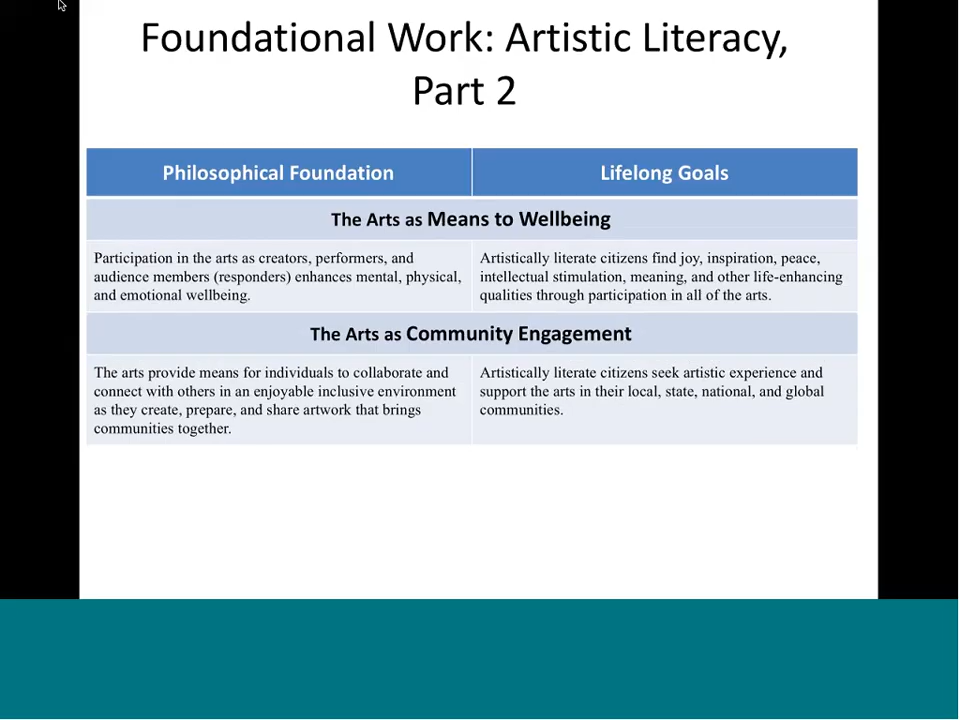 Foundational Work: Artistic Literacy,
Part 2
Philosophical Foundation
Lifelong Goals
The Arts as Means to Wellbeing
Participation in the arts as creators, performers, and
audience members (responders) enhances mental, physical,
and emotional wellbeing.
Artistically literate citizens find joy, inspiration, peace,
intellectual stimulation, meaning, and other life-enhancing
qualities through participation in all of the arts.
The Arts as Community Engagement
The arts provide means for individuals to collaborate and
connect with others in an enjoyable inclusive environment
as they create, prepare, and share artwork that brings
communities together.
Artistically literate citizens seek artistic experience and
support the arts in their local, state, national, and global
communities.